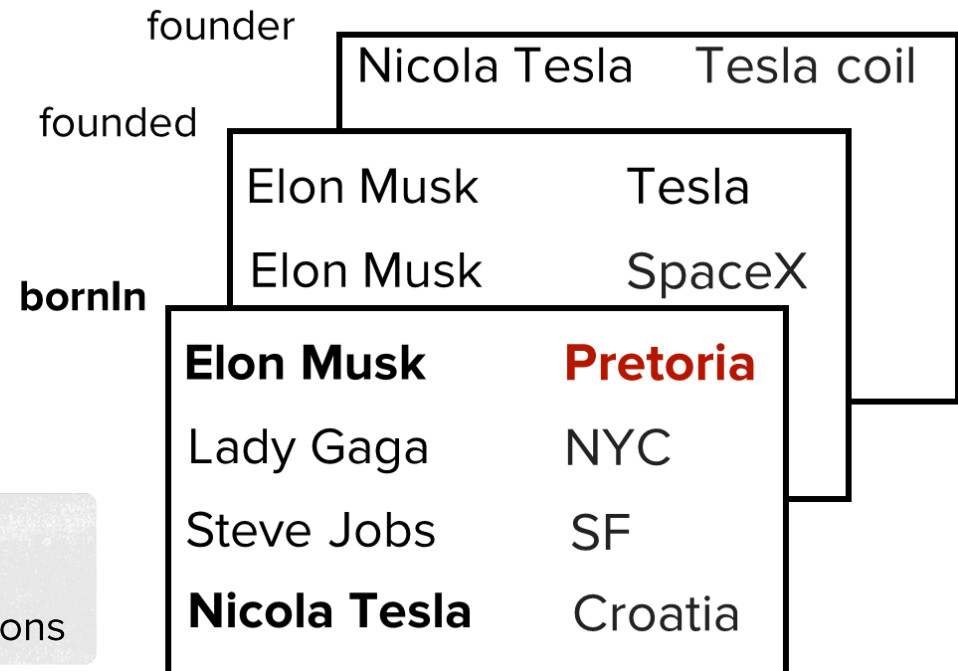 founder
Nicola Tesla Tesla coil
founded
Elon Musk Tesla
Elon Musk SpaceX
bornIn
Elon Musk Pretoria
Lady Gaga NYC
Steve Jobs SF
Nicola Tesla Croatia
ons